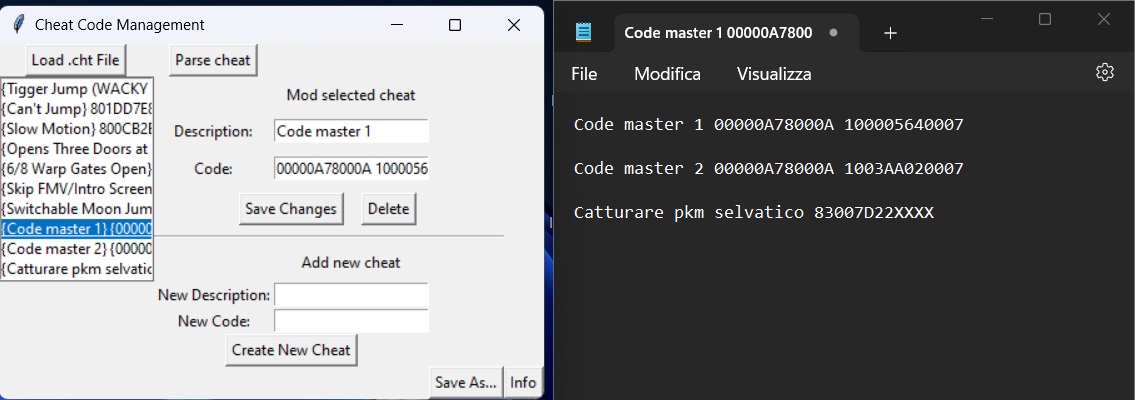 Cheat Code Management
Load .cht File
Parse cheat
{Tigger Jump (WACKY
{Can't Jump} 801DD7E8
{Slow Motion} 800CB2E
{Opens Three Doors at
{6/8 Warp Gates Open}
{Skip FMV/Intro Screen
{Switchable Moon Jum
{Code master 1} {00000
{Code master 2} {00000
{Catturare pkm selvatic
Mod selected cheat
Description: Code master 1
Code: 00000A78000A 1000056
Save Changes
Delete
Add new cheat
New Description:
New Code:
Create New Cheat
Save As...
Info
Code master 1 00000A7800
File Modifica Visualizza
Code master 1 00000A78000A 100005640007
Code master 2 00000A78000A 1003AA020007
Catturare pkm selvatico 83007D22XXXX